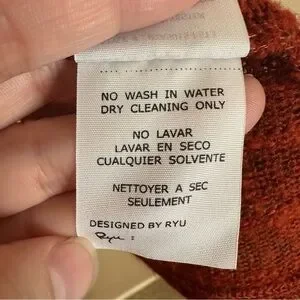 NO WASH IN WATER
DRY CLEANING ONLY
NO LAVAR
LAVAR EN SECO
CUALQUIER SOLVENTE
NETTOYER A SEC
SEULEMENT
DESIGNED BY RYU
Ryu :